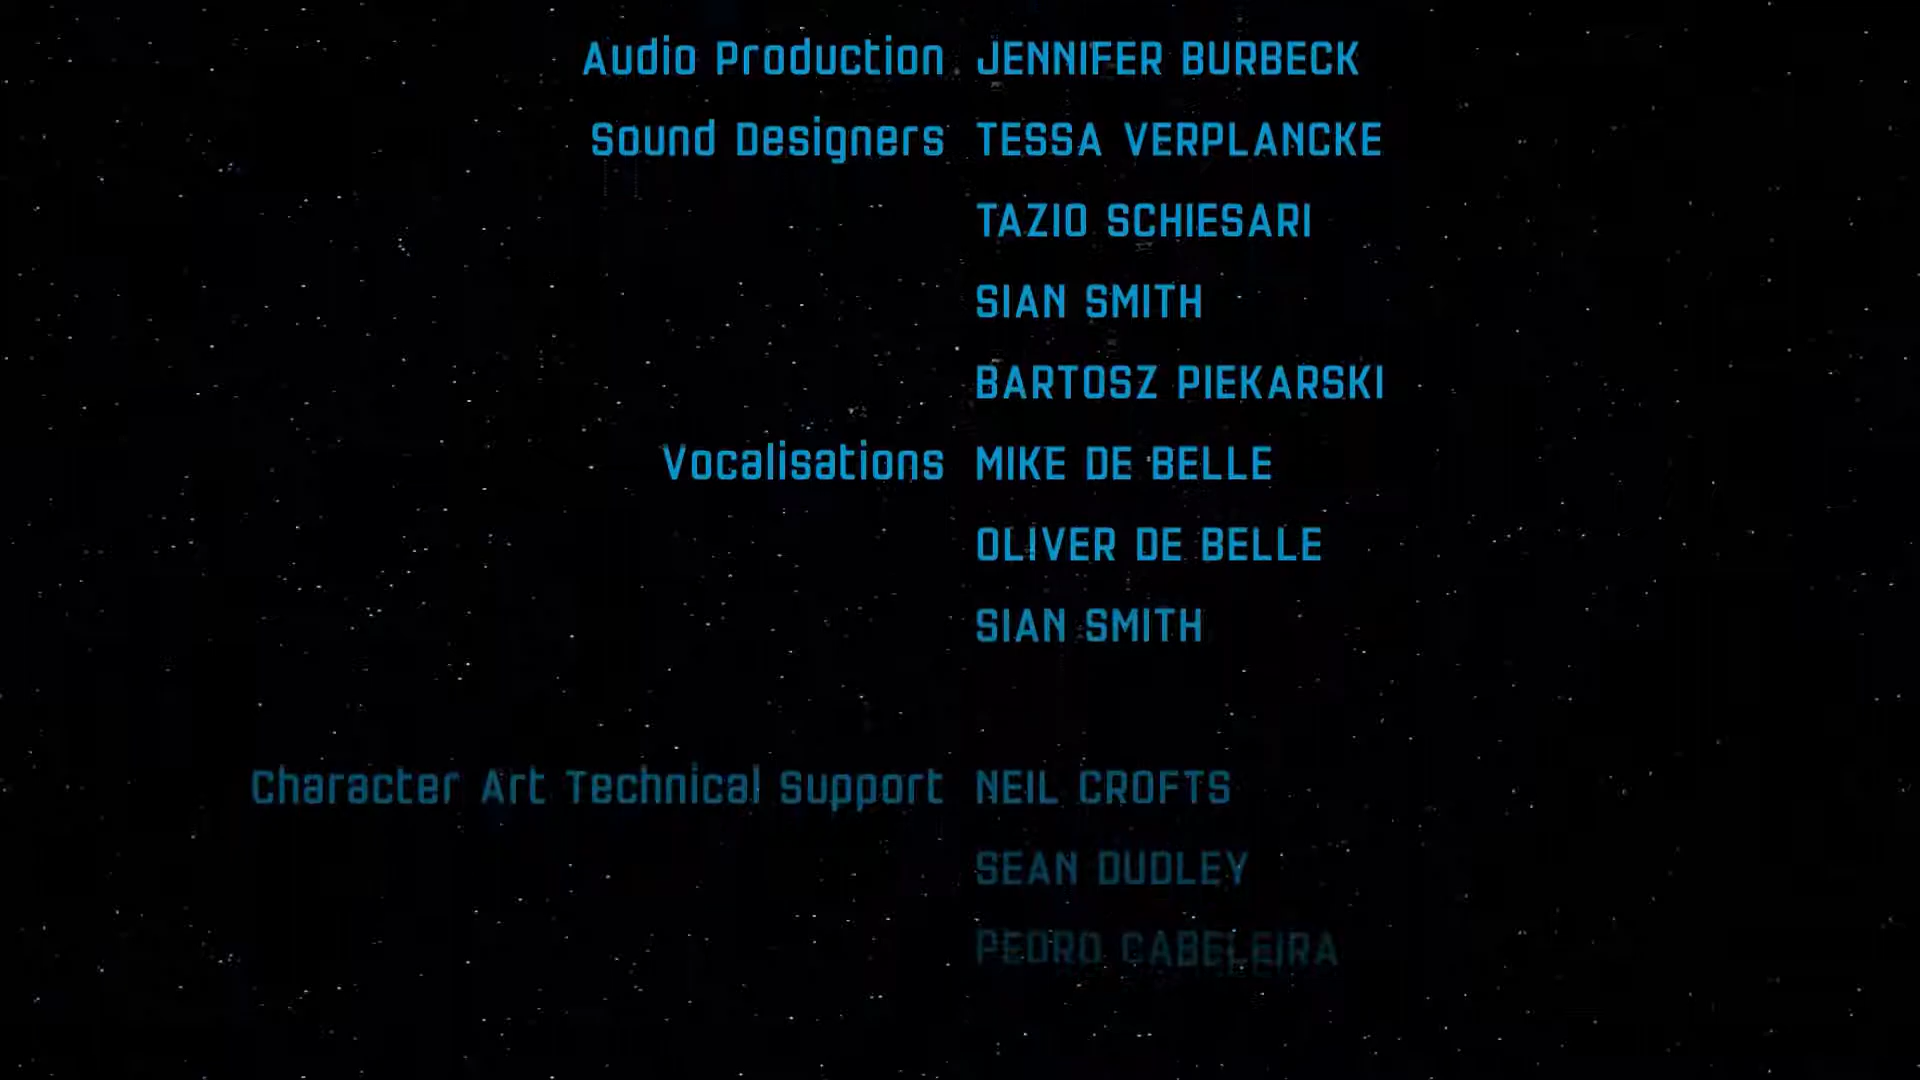 Audio Production JENNIFER BURBECK
Sound Designers TESSA VERPLANCKE
TAZIO SCHIESARI
SIAN SMITH
BARTOSZ PIEKARSKI
Vocalisations MIKE DE BELLE
OLIVER DE BELLE
SIAN SMITH
Character Art Technical Support NEIL CROFTS
SEAN DUDLEY
PEDRO CABELEIRA